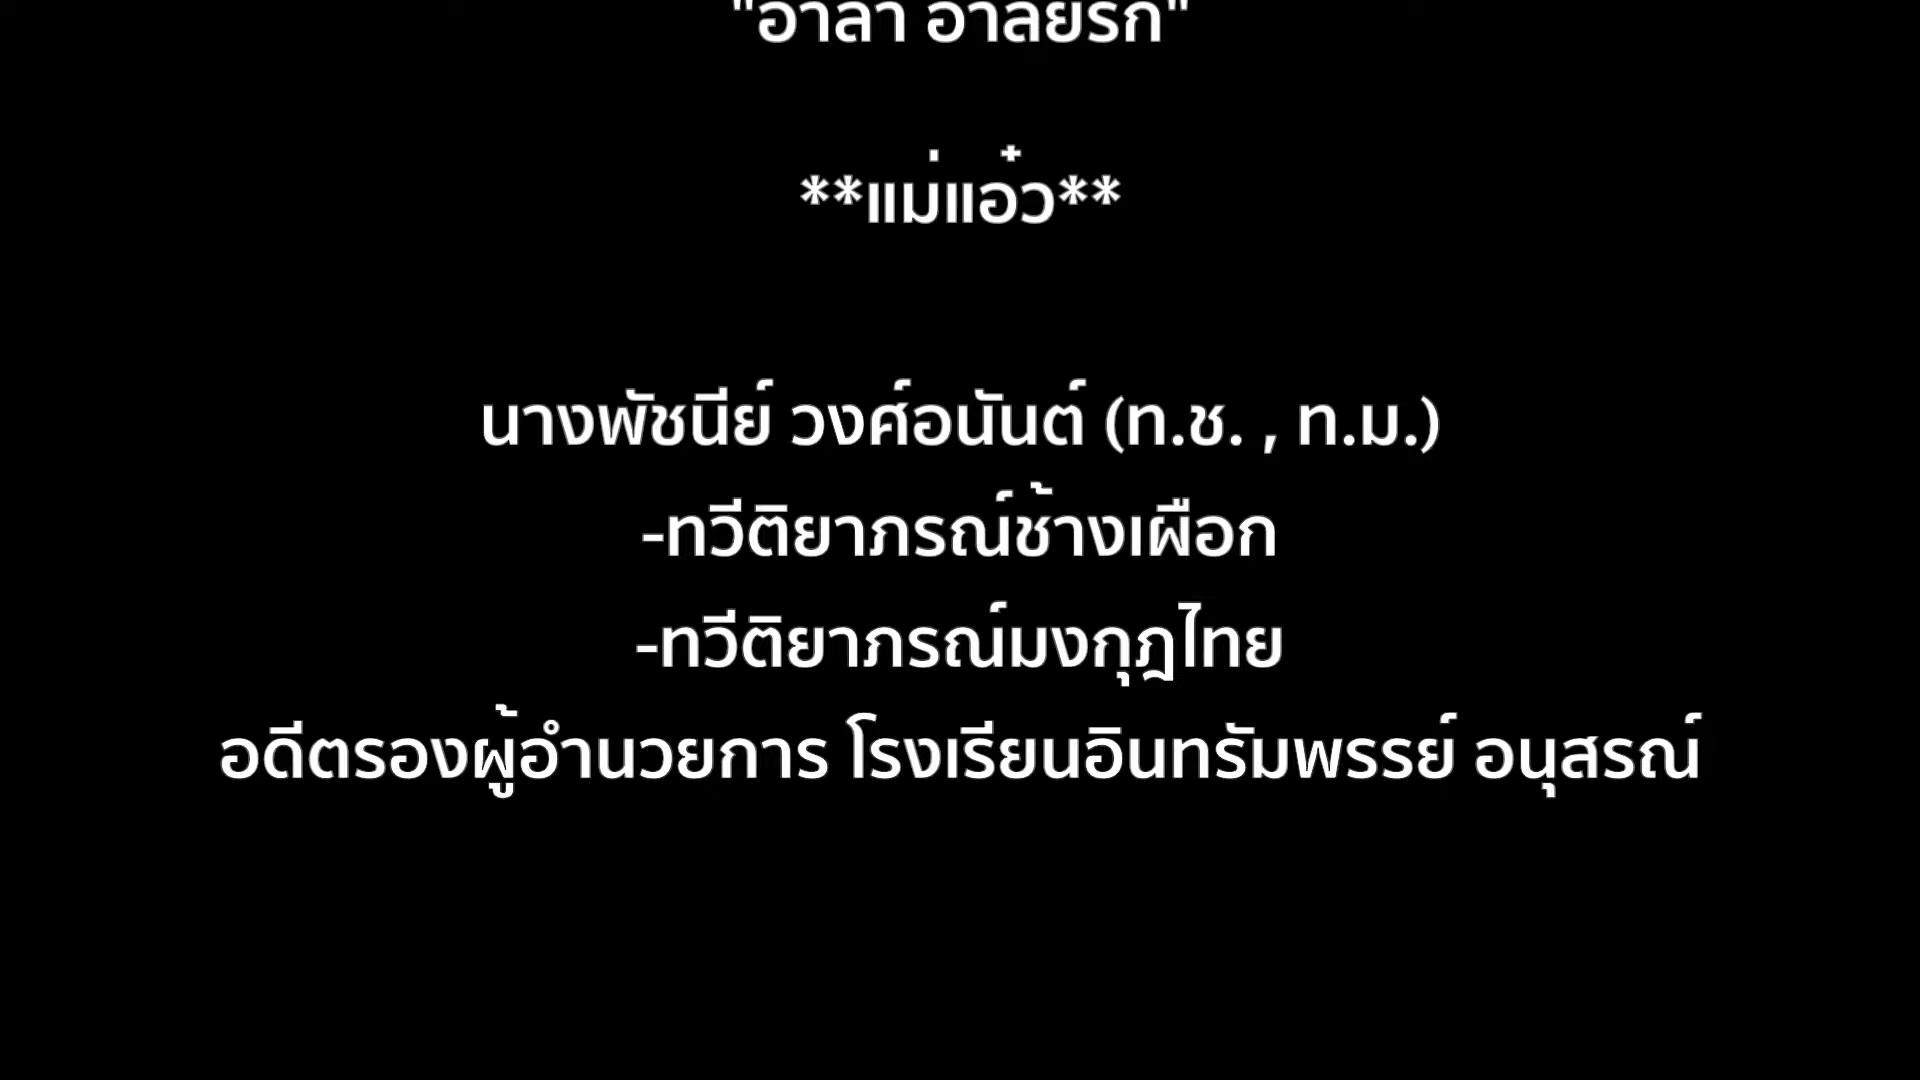 "อาลา อาลัยรัก"
**แม่แอ๋ว**
นางพัชนีย์ วงศ์อนันต์ (ท.ช. , ท.ม.)
-ทวีติยาภรณ์ช้างเผือก
-ทวีติยาภรณ์มงกุฎไทย
อดีตรองผู้อำนวยการ โรงเรียนอินทรัมพรรย์ อนุสรณ์